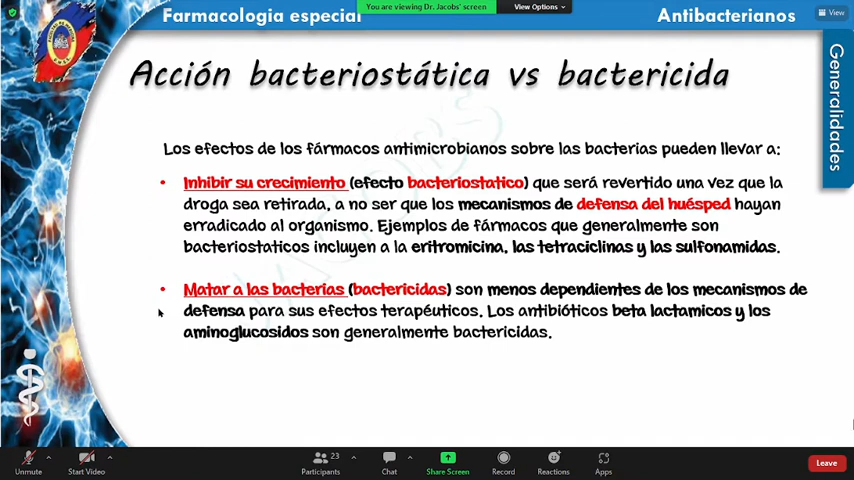 Farmacologia especial
You are viewing Dr. Jacobs' screen
View Options
Antibacterianos
View
Generalidades
Acción bacteriostática vs bactericida
JACOBS
Los efectos de los fármacos antimicrobianos sobre las bacterias pueden llevar a:
• Inhibir su crecimiento (efecto bacteriostatico) que será revertido una vez que la
droga sea retirada, a no ser que los mecanismos de defensa del huésped hayan
erradicado al organismo. Ejemplos de fármacos que generalmente son
bacteriostaticos incluyen a la eritromicina, las tetraciclinas y las sulfonamidas.
• Matar a las bacterias (bactericidas) son menos dependientes de los mecanismos de
defensa para sus efectos terapéuticos. Los antibióticos beta lactamicos y los
aminoglucosidos son generalmente bactericidas.
Unmute
Start Video
23
Participants
Chat
Share Screen
Record
Reactions
Apps
Leave